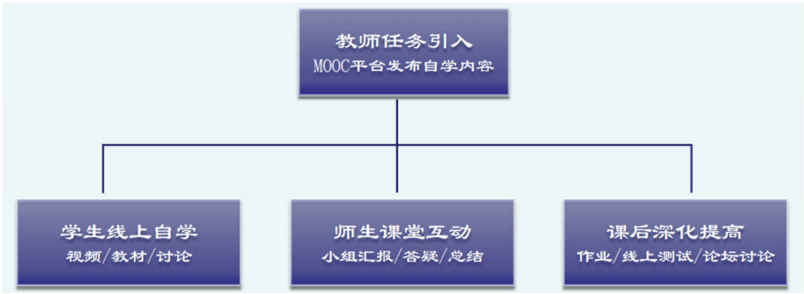 教师任务引入
MOOC平台发布自学内容
学生线上自学
视频/教材/讨论
师生课堂互动
小组汇报/答疑/总结
课后深化提高
作业/线上测试/论坛讨论